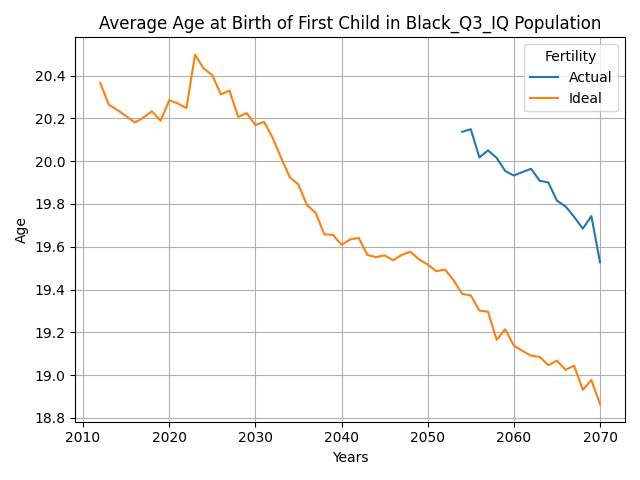 Average Age at Birth of First Child in Black_Q3_IQ Population
Fertility
Actual
Ideal
20.4
20.2
20.0
19.8
19.6
19.4
19.2
19.0
18.8
Age
2010
2020
2030
2040
2050
2060
2070
Years